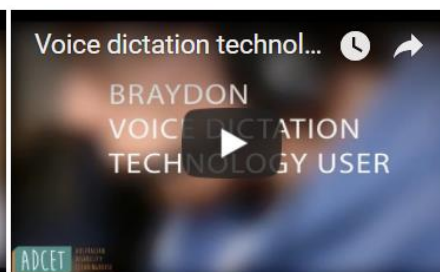 Voice dictation technol...
BRAYDON
VOICE DICTATION
TECHNOLOGY USER
ADCET